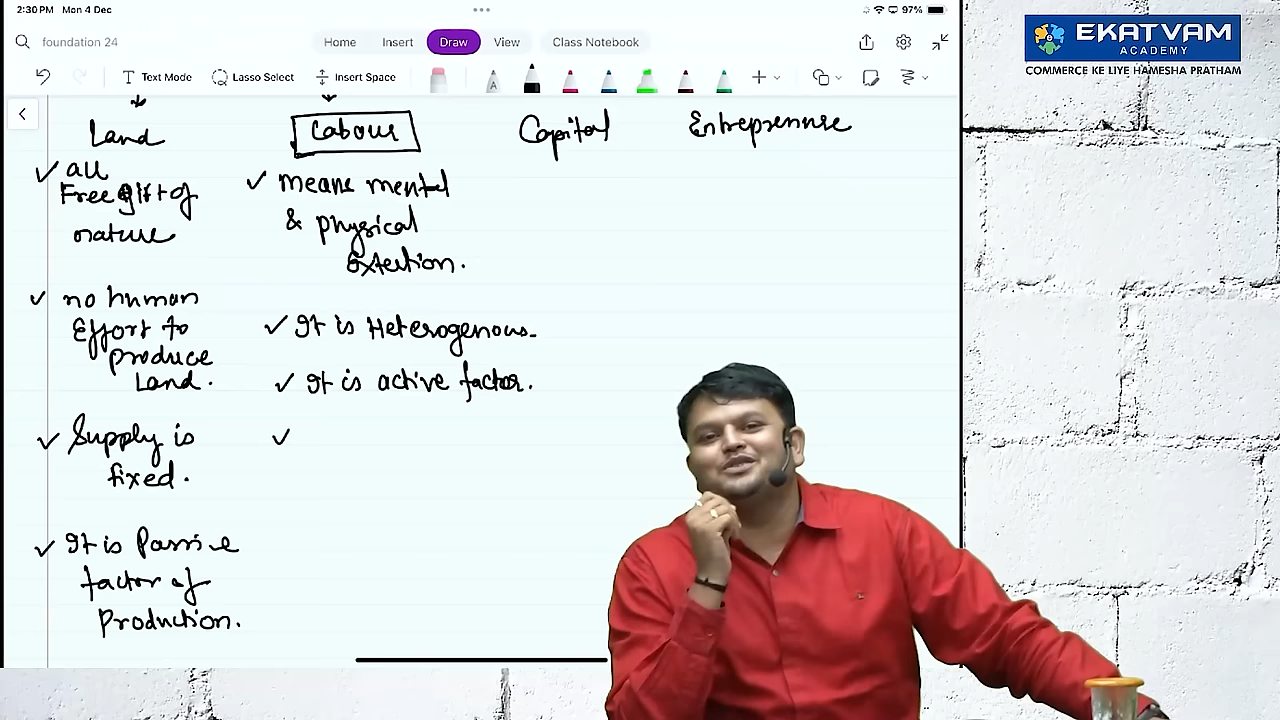 2:30 PM Mon 4 Dec
97%
foundation 24
Home Insert Draw View Class Notebook
Text Mode Lasso Select Insert Space
EKATVAM
ACADEMY
COMMERCE KE LIYE HAMESHA PRATHAM
Land Labour Capital Entreprenure
✓ all
Free gift of
nature
✓ no human
Effort to
produce
Land.
✓ Supply is
fixed.
✓ It is Passive
factor of
Production.
✓ means mental
& physical
Extertion.
✓ It is Heterogenous.
✓ It is active factor.
✓